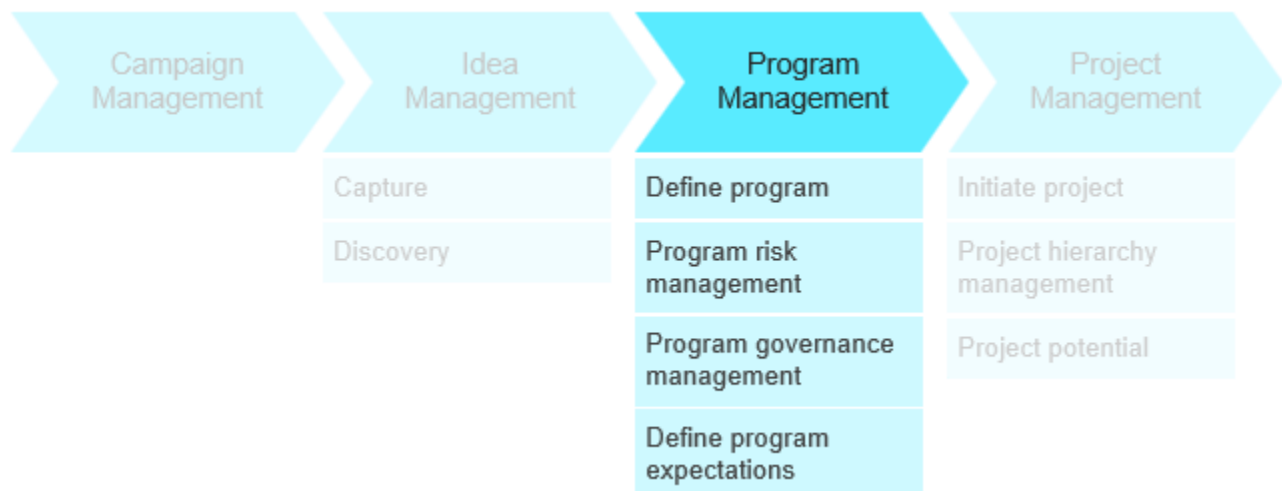 Campaign
Management
Idea
Management
Program
Management
Project
Management
Capture
Discovery
Define program
Program risk
management
Program governance
management
Define program
expectations
Initiate project
Project hierarchy
management
Project potential